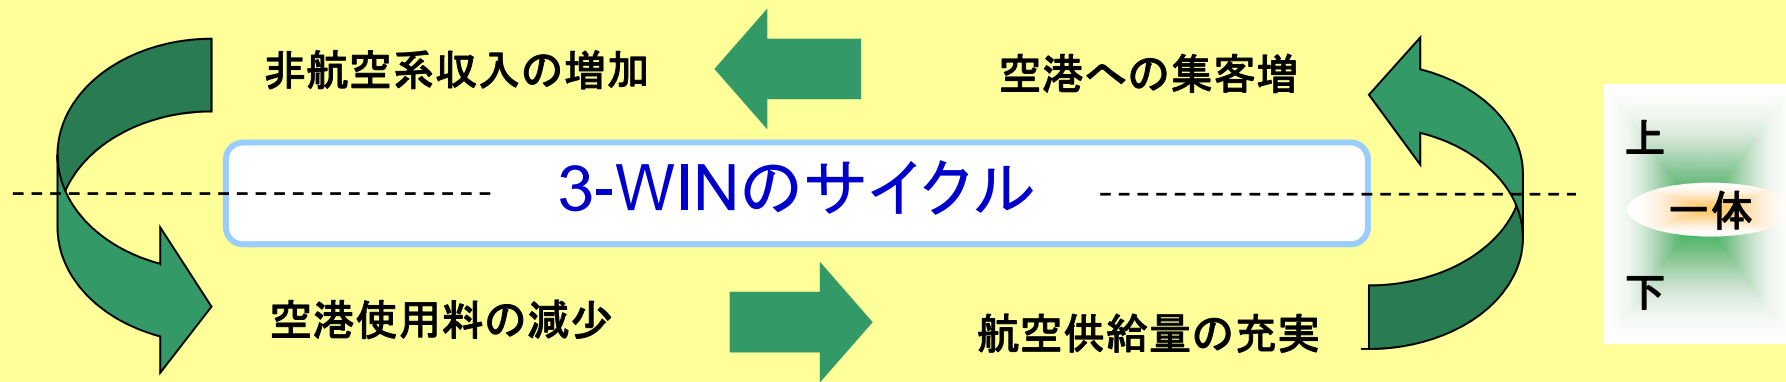 非航空系収入の増加
空港への集客増
3-WINのサイクル
空港使用料の減少
航空供給量の充実
上
一体
下